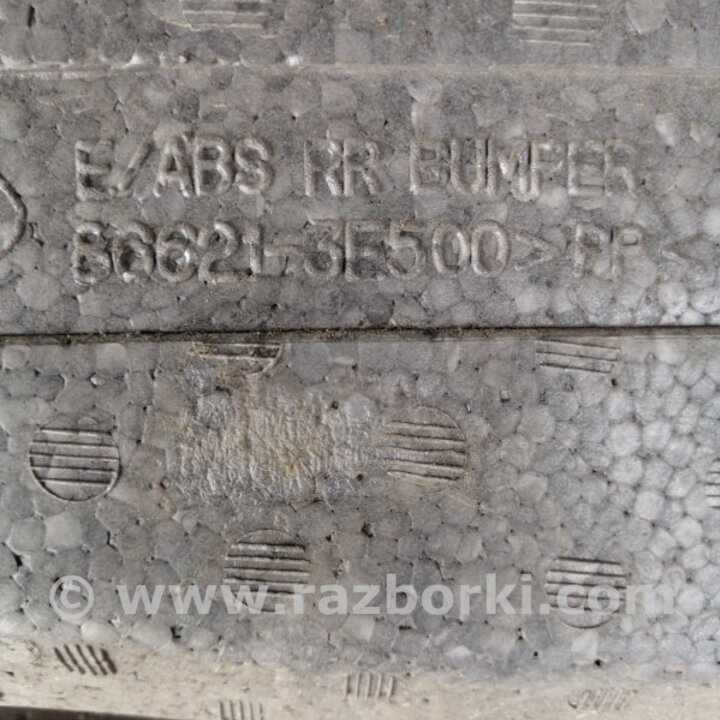 E/ABS RR BUMPER
86621-3E500 >PP<
© www.razborki.com